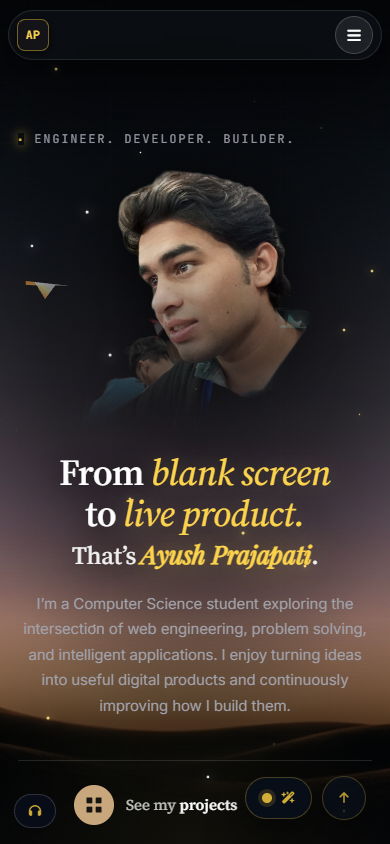 AP
ENGINEER. DEVELOPER. BUILDER.
From blank screen
to live product.
That's Ayush Prajapati.
I'm a Computer Science student exploring the
intersection of web engineering, problem solving,
and intelligent applications. I enjoy turning ideas
into useful digital products and continuously
improving how I build them.
See my projects